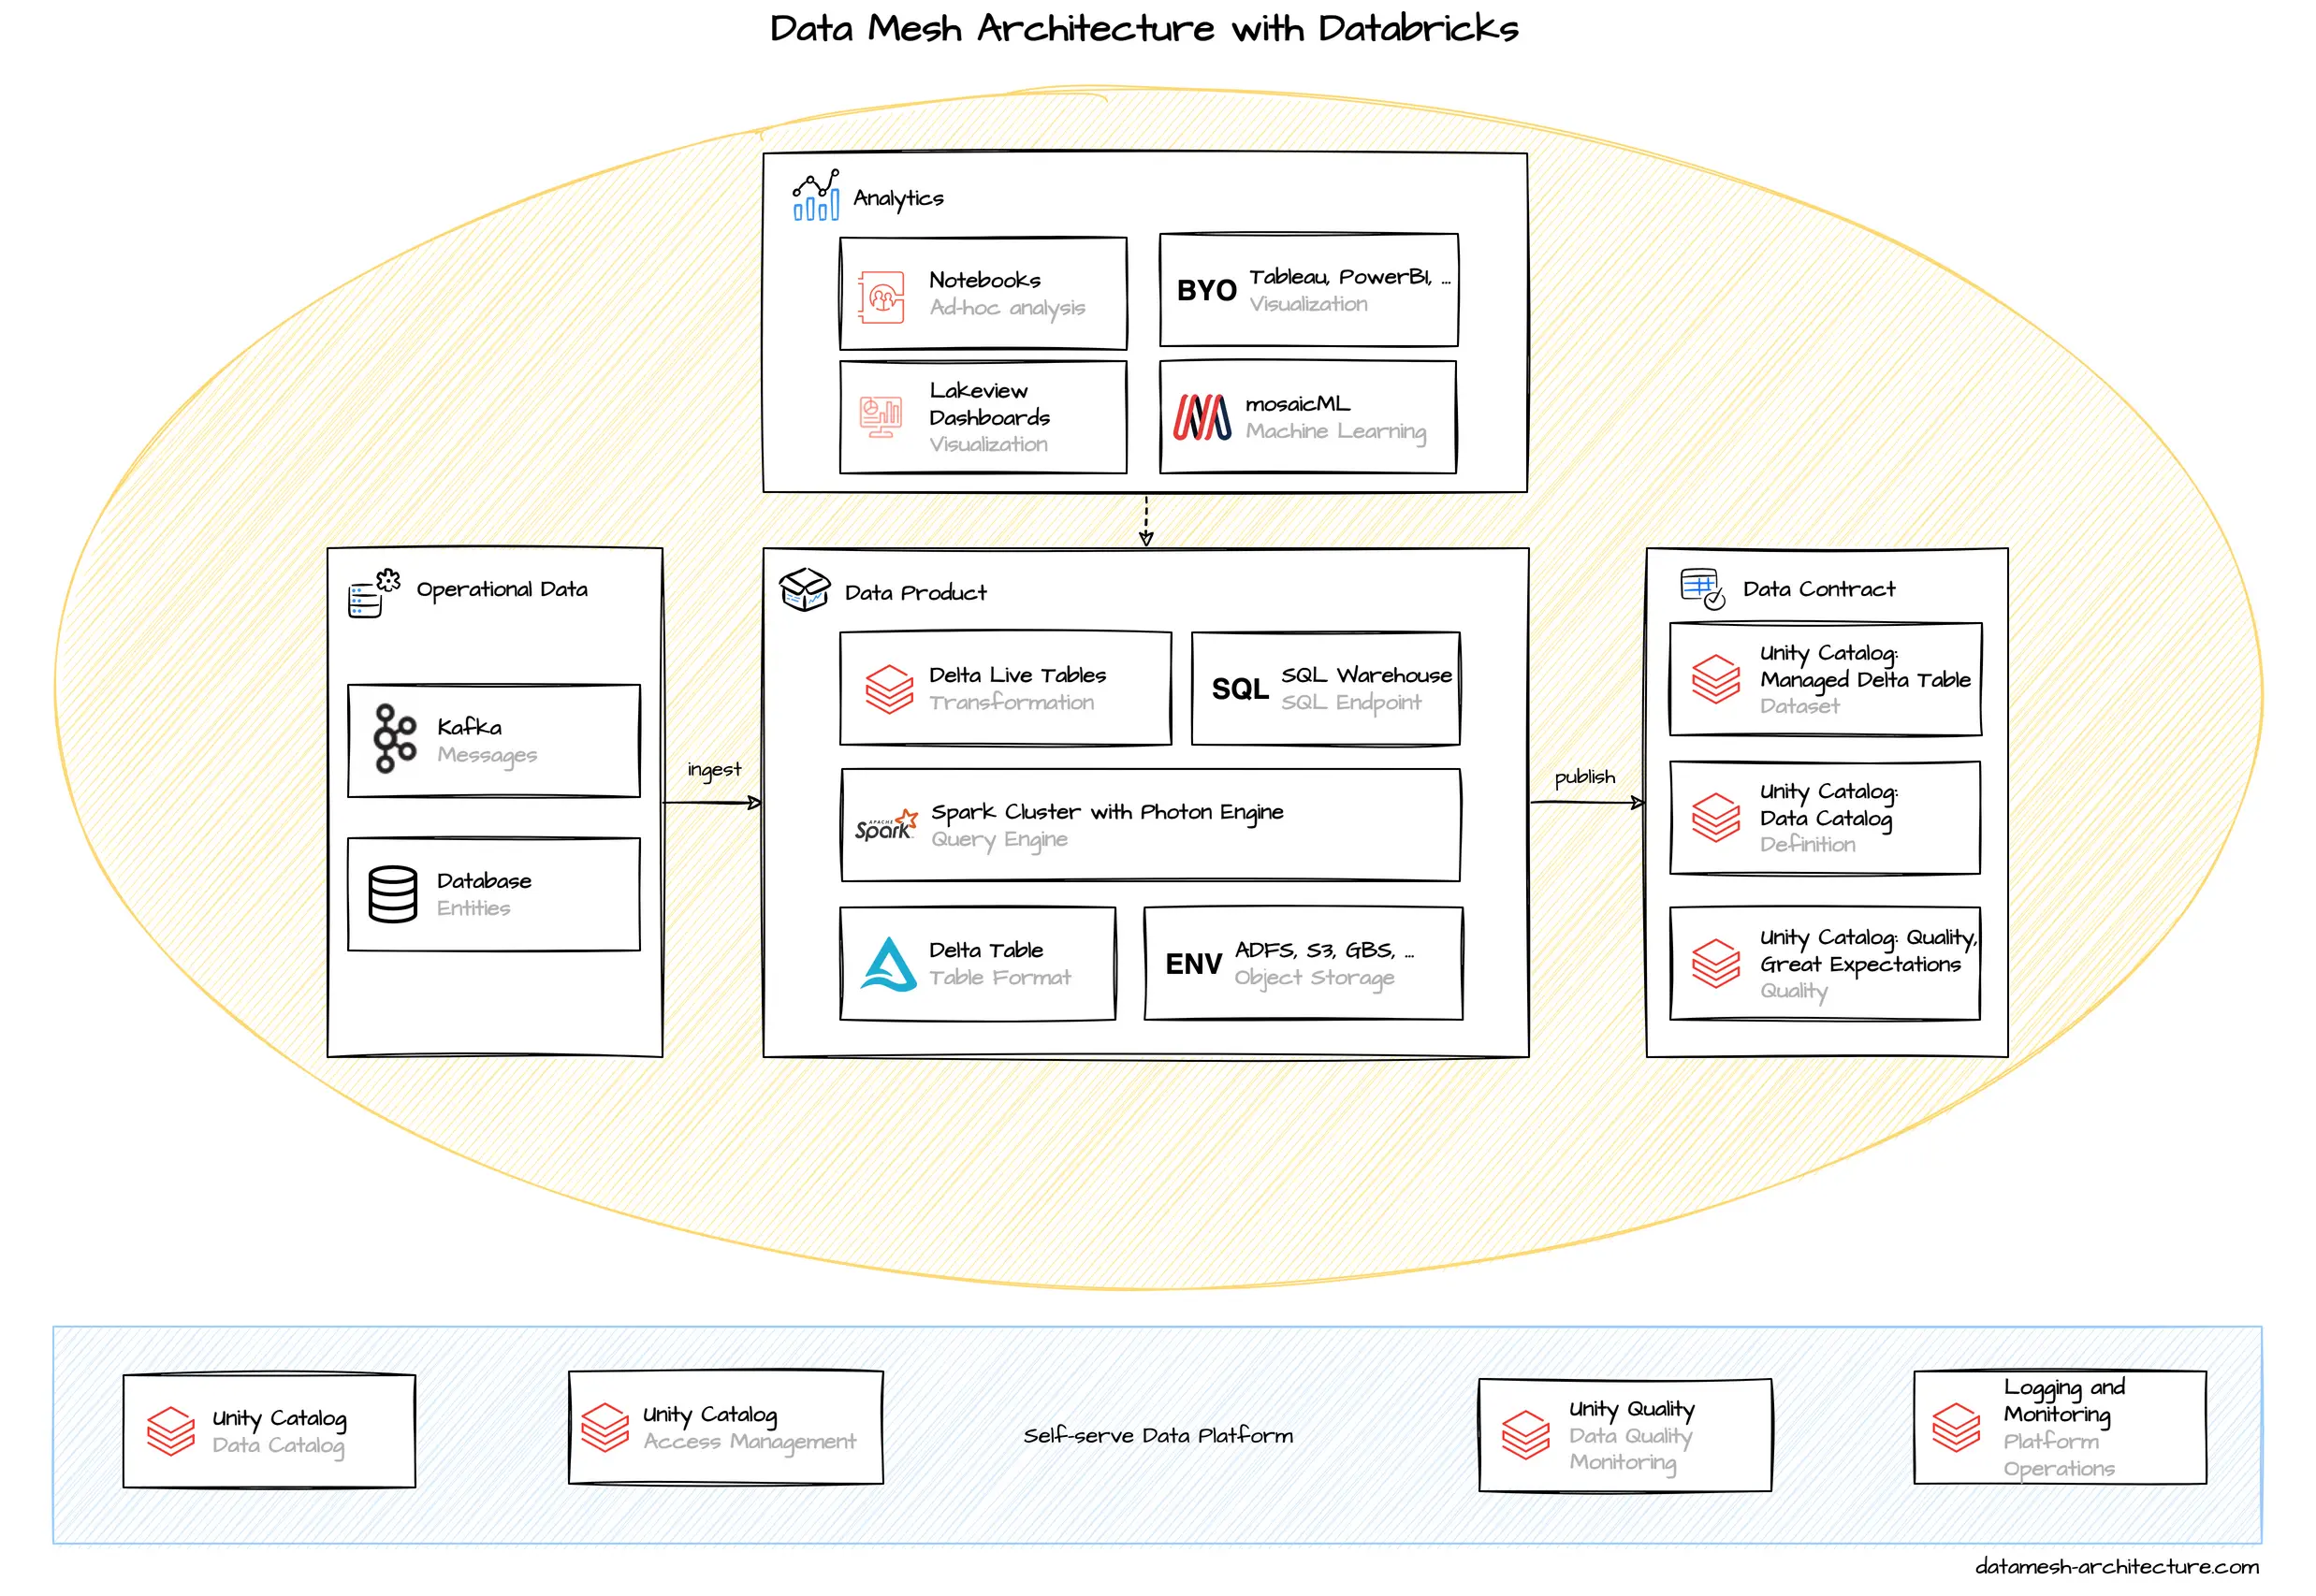 Data Mesh Architecture with Databricks
Analytics
Notebooks
Ad-hoc analysis
BYO
Tableau, PowerBI, ...
Visualization
Lakeview
Dashboards
Visualization
mosaicML
Machine Learning
Operational Data
Kafka
Messages
Database
Entities
ingest
Data Product
Delta Live Tables
Transformation
SQL
SQL Warehouse
SQL Endpoint
APACHE
Spark
Spark Cluster with Photon Engine
Query Engine
Delta Table
Table Format
ENV
ADFS, S3, GBS, ...
Object Storage
publish
Data Contract
Unity Catalog:
Managed Delta Table
Dataset
Unity Catalog:
Data Catalog
Definition
Unity Catalog: Quality,
Great Expectations
Quality
Unity Catalog
Data Catalog
Unity Catalog
Access Management
Self-serve Data Platform
Unity Quality
Data Quality
Monitoring
Logging and
Monitoring
Platform
Operations
datamesh-architecture.com